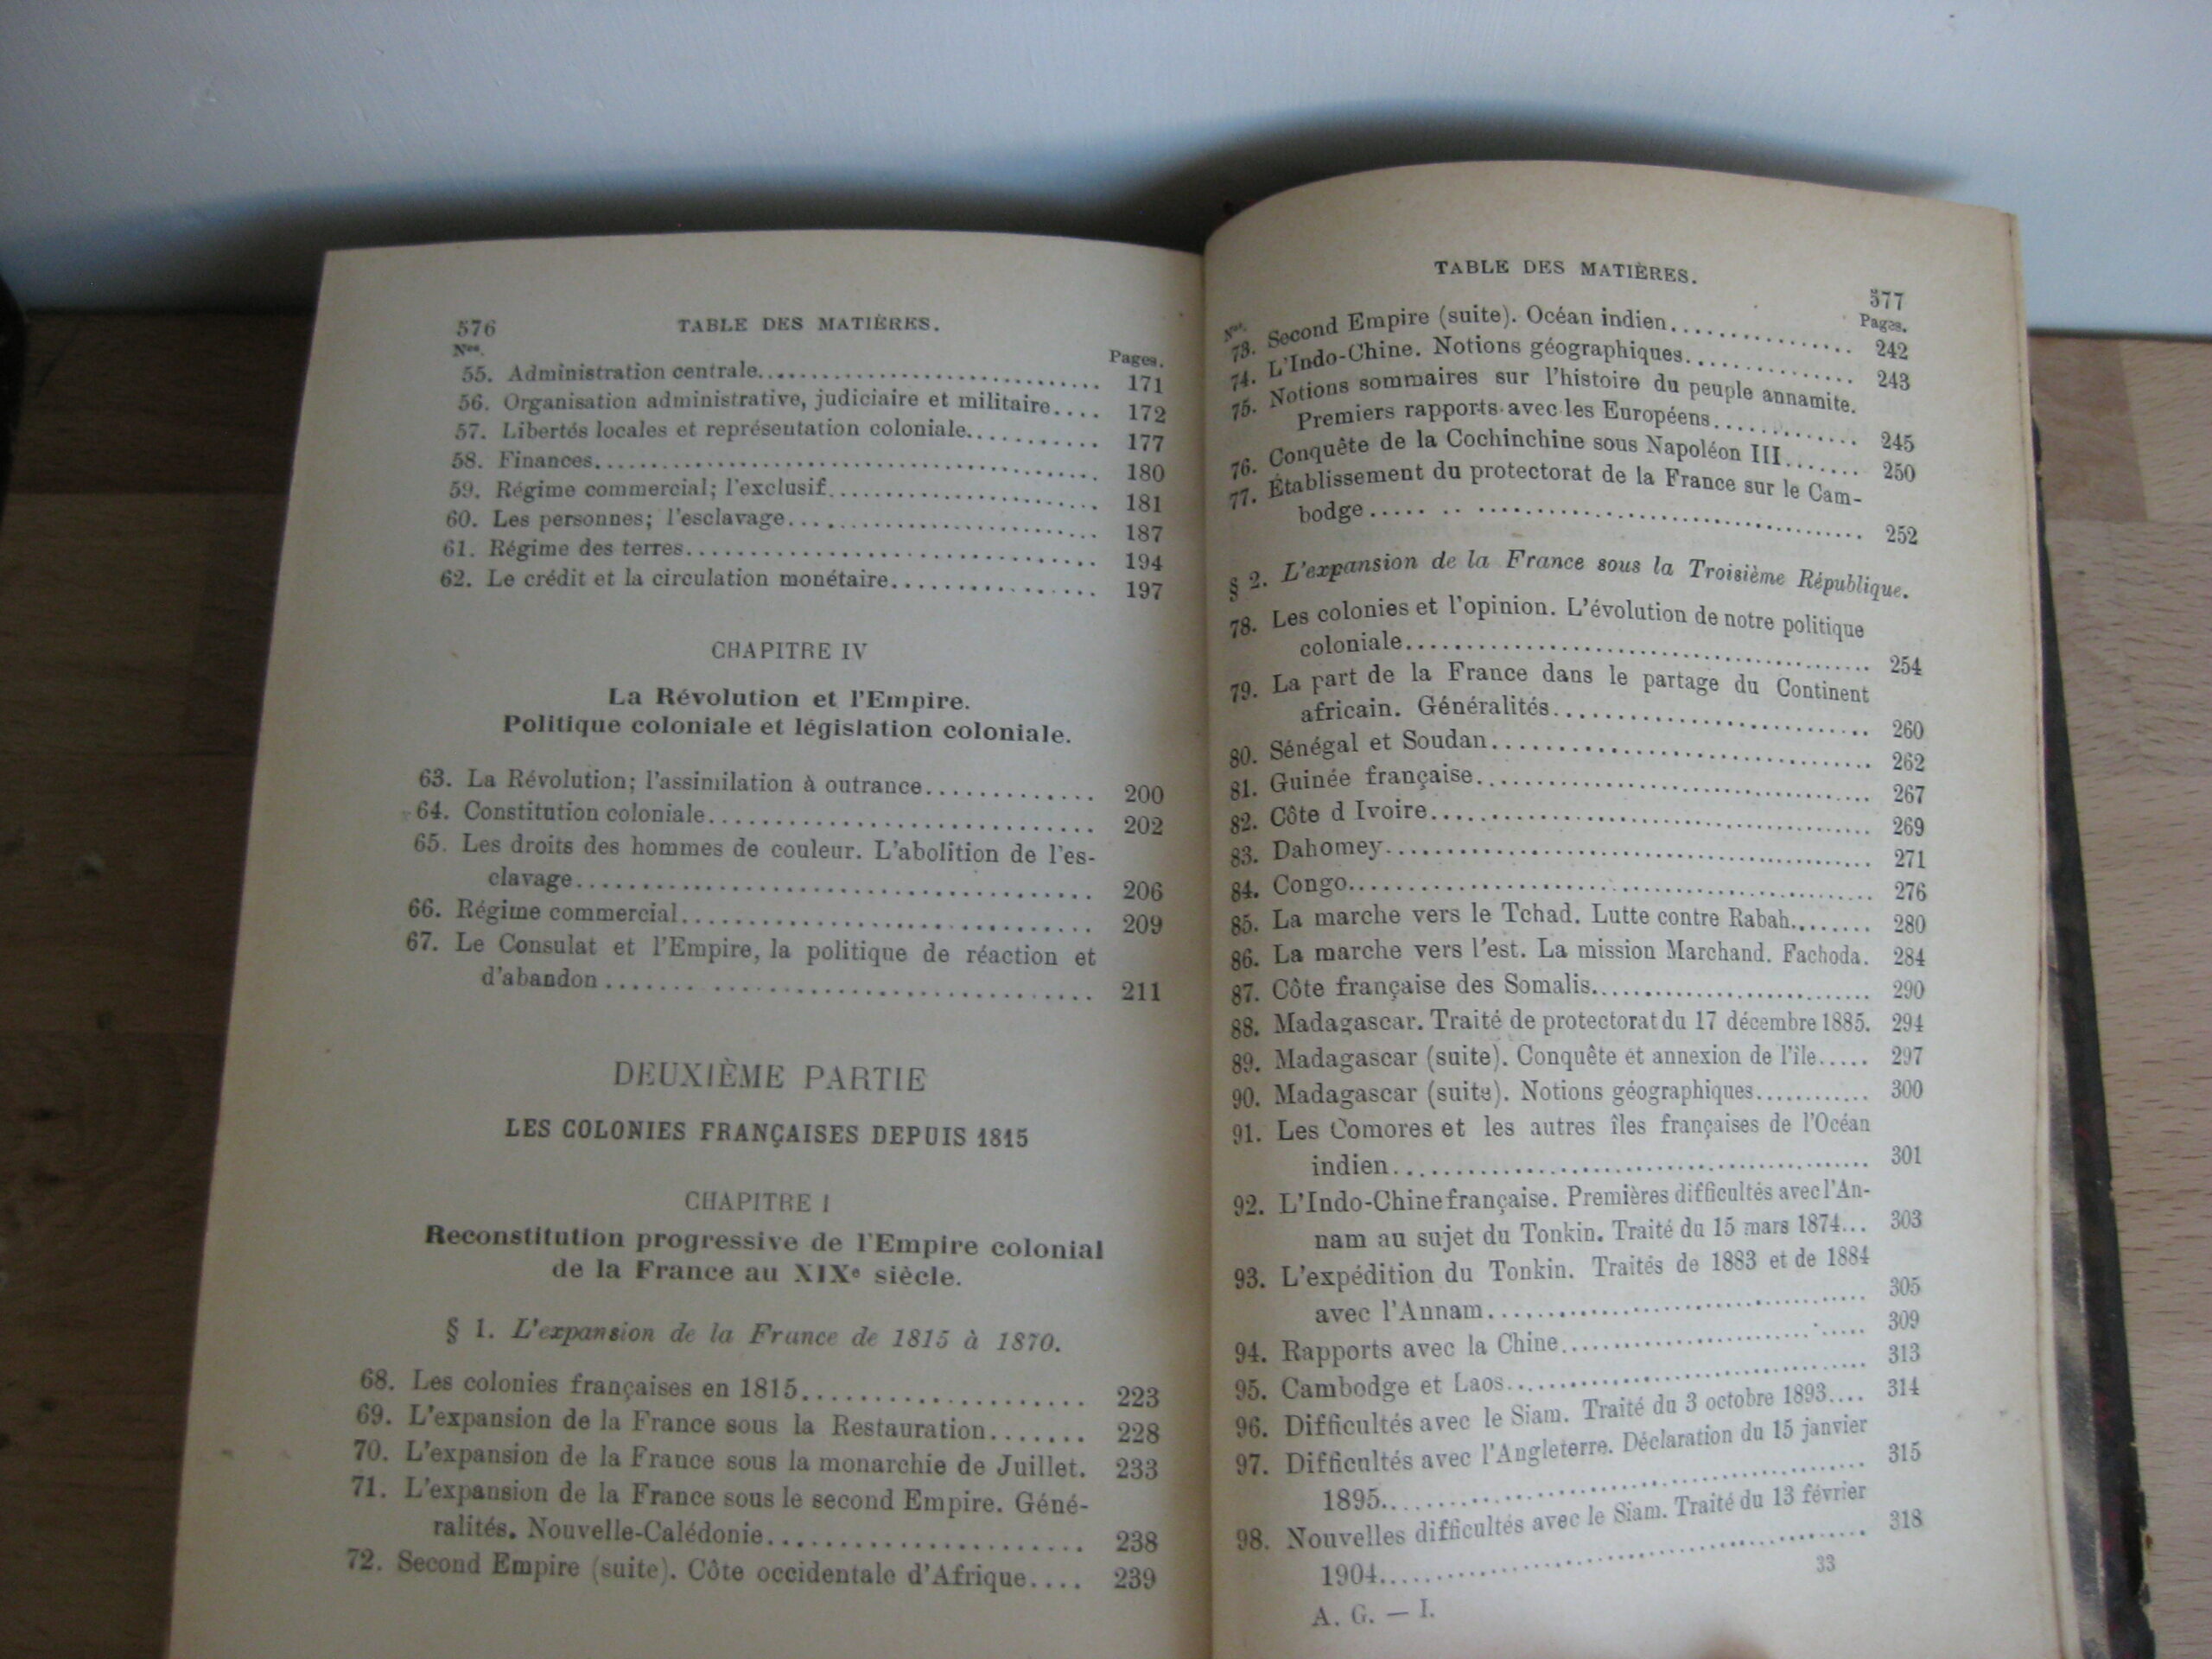 576 TABLE DES MATIÈRES.
Nos. Pages.
55. Administration centrale. 171
56. Organisation administrative, judiciaire et militaire. 172
57. Libertés locales et représentation coloniale. 177
58. Finances. 180
59. Régime commercial; l'exclusif. 181
60. Les personnes; l'esclavage. 187
61. Régime des terres. 194
62. Le crédit et la circulation monétaire. 197
CHAPITRE IV
La Révolution et l'Empire.
Politique coloniale et législation coloniale.
63. La Révolution; l'assimilation à outrance. 200
64. Constitution coloniale. 202
65. Les droits des hommes de couleur. L'abolition de l'es-
clavage. 206
66. Régime commercial. 209
67. Le Consulat et l'Empire, la politique de réaction et
d'abandon 211
DEUXIÈME PARTIE
LES COLONIES FRANÇAISES DEPUIS 1815
CHAPITRE I
Reconstitution progressive de l'Empire colonial
de la France au XIXe siècle.
§ 1. L'expansion de la France de 1815 à 1870.
68. Les colonies françaises en 1815. 223
69. L'expansion de la France sous la Restauration. 228
70. L'expansion de la France sous la monarchie de Juillet. 233
71. L'expansion de la France sous le second Empire. Géné-
ralités. Nouvelle-Calédonie. 238
72. Second Empire (suite). Côte occidentale d'Afrique. 239
TABLE DES MATIÈRES. 577
Nos. Pages.
73. Second Empire (suite). Océan indien. 242
74. L'Indo-Chine. Notions géographiques. 243
75. Notions sommaires sur l'histoire du peuple annamite.
Premiers rapports avec les Européens. 245
76. Conquête de la Cochinchine sous Napoléon III. 250
77. Établissement du protectorat de la France sur le Cam-
bodge 252
§ 2. L'expansion de la France sous la Troisième République.
78. Les colonies et l'opinion. L'évolution de notre politique
coloniale. 254
79. La part de la France dans le partage du Continent
africain. Généralités. 260
80. Sénégal et Soudan. 262
81. Guinée française. 267
82. Côte d Ivoire. 269
83. Dahomey. 271
84. Congo. 276
85. La marche vers le Tchad. Lutte contre Rabah. 280
86. La marche vers l'est. La mission Marchand. Fachoda. 284
87. Côte française des Somalis. 290
88. Madagascar. Traité de protectorat du 17 décembre 1885. 294
89. Madagascar (suite). Conquête et annexion de l'île. 297
90. Madagascar (suite). Notions géographiques. 300
91. Les Comores et les autres îles françaises de l'Océan
indien. 301
92. L'Indo-Chine française. Premières difficultés avec l'An-
nam au sujet du Tonkin. Traité du 15 mars 1874. 303
93. L'expédition du Tonkin. Traités de 1883 et de 1884
avec l'Annam. 305
94. Rapports avec la Chine. 309
95. Cambodge et Laos. 313
96. Difficultés avec le Siam. Traité du 3 octobre 1893. 314
97. Difficultés avec l'Angleterre. Déclaration du 15 janvier
1895. 315
98. Nouvelles difficultés avec le Siam. Traité du 13 février
1904. 318
A. G. — I. 33